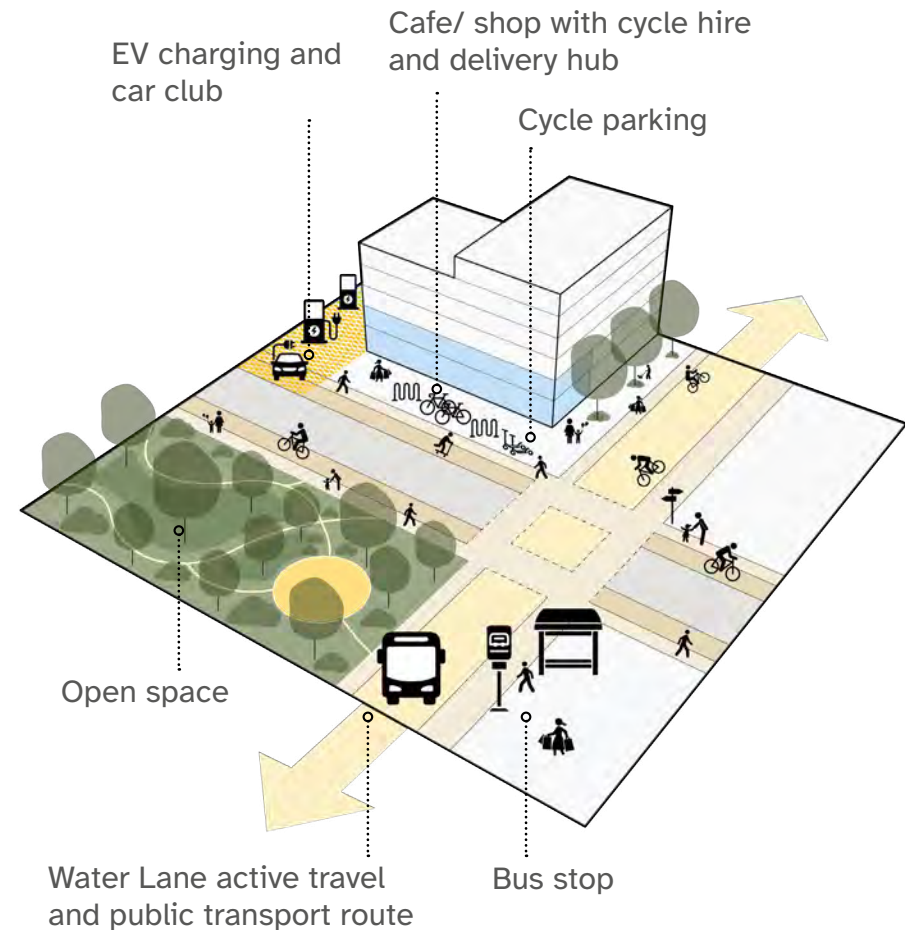 EV charging and
car club
Cafe/ shop with cycle hire
and delivery hub
Cycle parking
Open space
Water Lane active travel
and public transport route
Bus stop